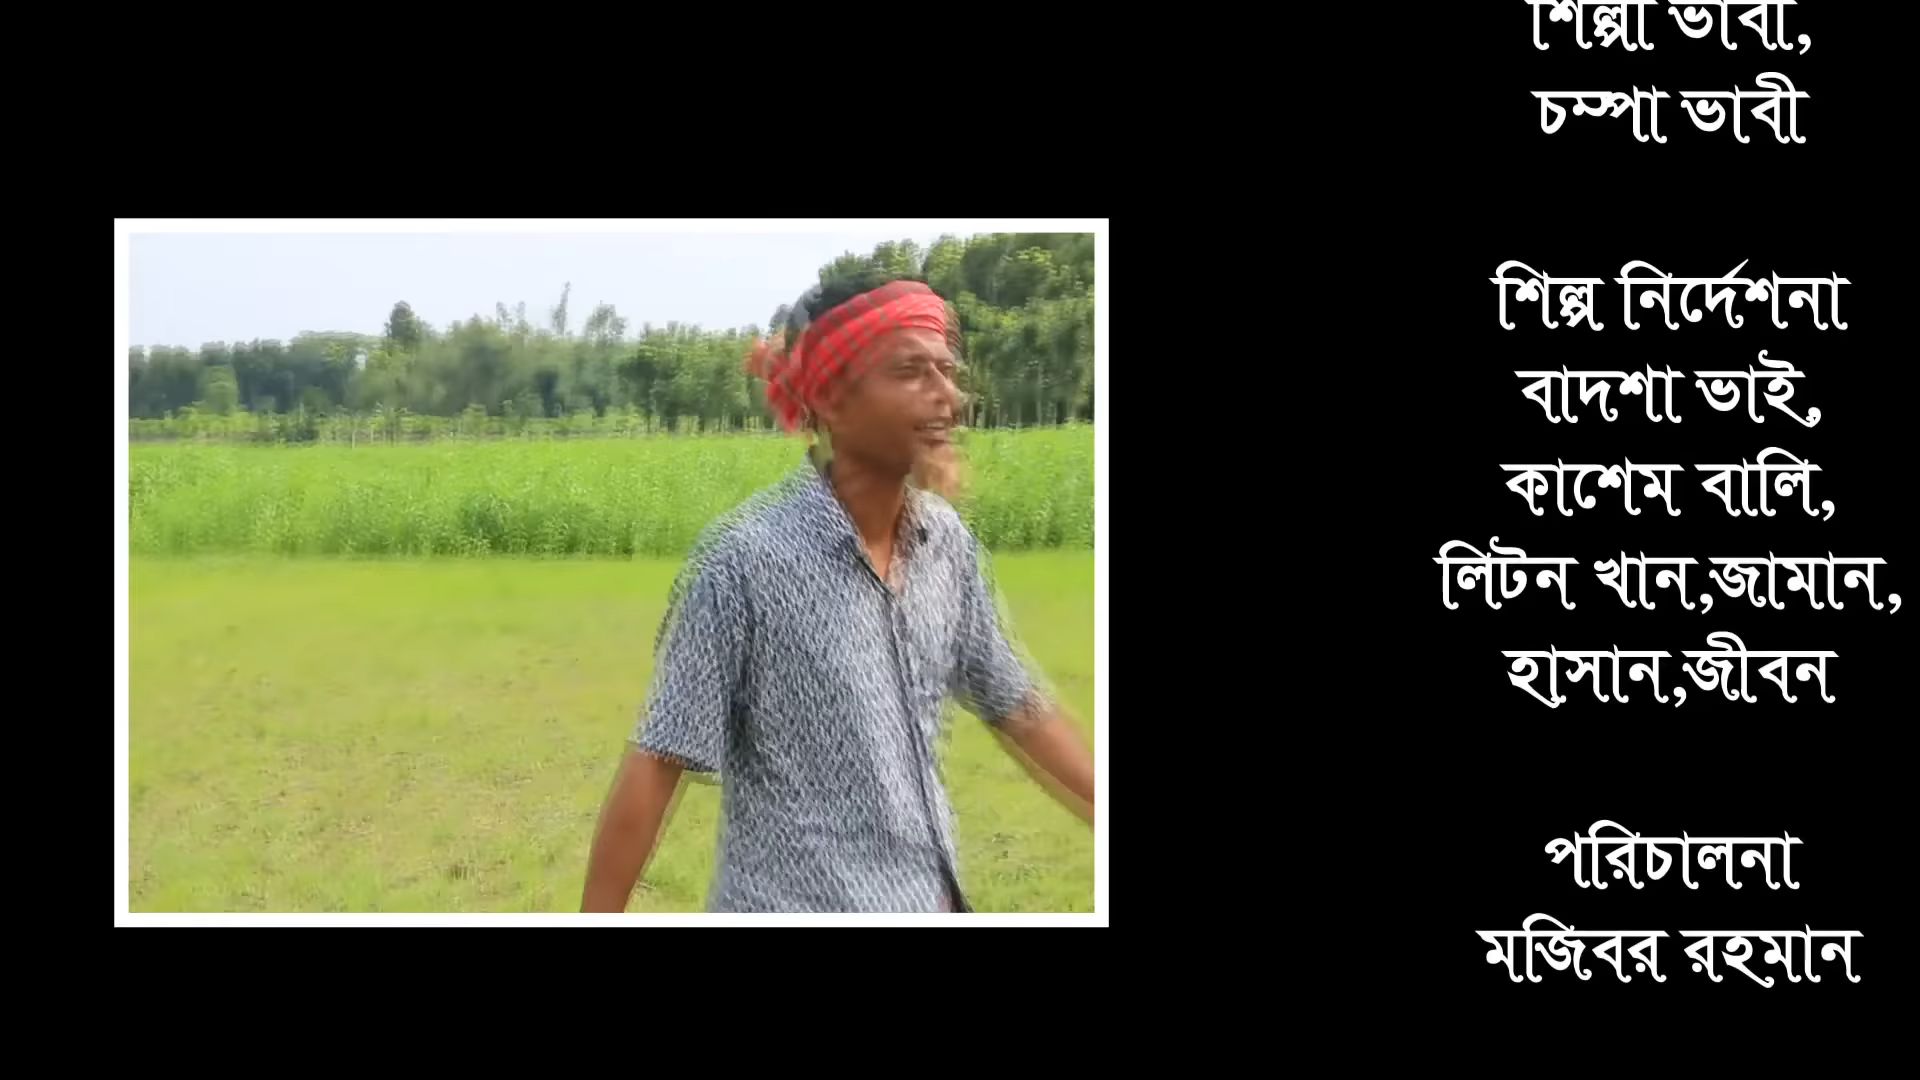 শিল্পী ভাবী,
চম্পা ভাবী
শিল্প নির্দেশনা
বাদশা ভাই,
কাশেম বালি,
লিটন খান,জামান,
হাসান,জীবন
পরিচালনা
মজিবর রহমান